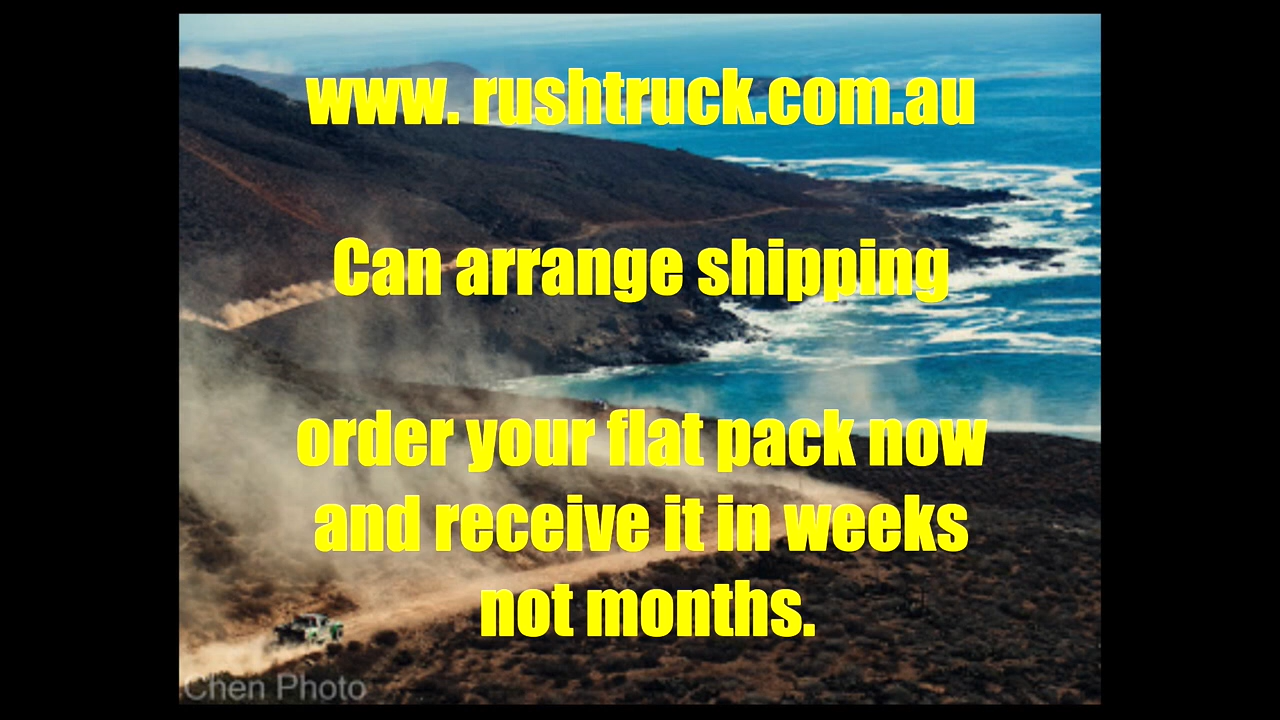 www. rushtruck.com.au
Can arrange shipping
order your flat pack now
and receive it in weeks
not months.
Chen Photo